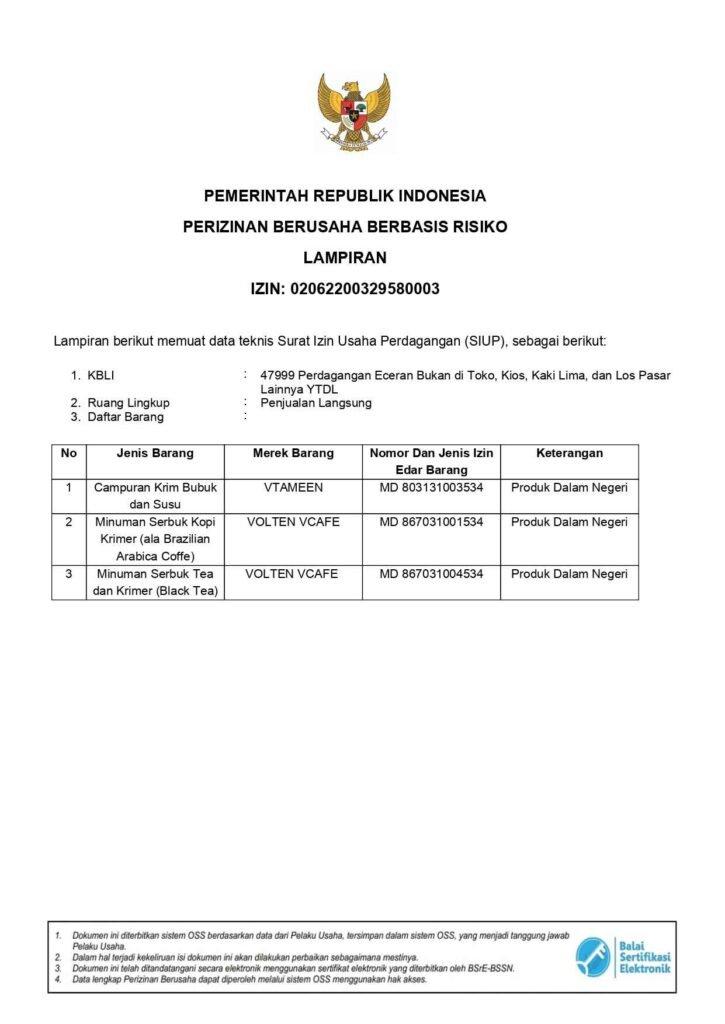 PEMERINTAH REPUBLIK INDONESIA
PERIZINAN BERUSAHA BERBASIS RISIKO
LAMPIRAN
IZIN: 02062200329580003
Lampiran berikut memuat data teknis Surat Izin Usaha Perdagangan (SIUP), sebagai berikut:
1. KBLI : 47999 Perdagangan Eceran Bukan di Toko, Kios, Kaki Lima, dan Los Pasar
Lainnya YTDL
2. Ruang Lingkup : Penjualan Langsung
3. Daftar Barang :
No Jenis Barang Merek Barang Nomor Dan Jenis Izin Keterangan
Edar Barang
1 Campuran Krim Bubuk VTAMEEN MD 803131003534 Produk Dalam Negeri
dan Susu
2 Minuman Serbuk Kopi VOLTEN VCAFE MD 867031001534 Produk Dalam Negeri
Krimer (ala Brazilian
Arabica Coffe)
3 Minuman Serbuk Tea VOLTEN VCAFE MD 867031004534 Produk Dalam Negeri
dan Krimer (Black Tea)
1. Dokumen ini diterbitkan sistem OSS berdasarkan data dari Pelaku Usaha, tersimpan dalam sistem OSS, yang menjadi tanggung jawab
Pelaku Usaha.
2. Dalam hal terjadi kekeliruan isi dokumen ini akan dilakukan perbaikan sebagaimana mestinya.
3. Dokumen ini telah ditandatangani secara elektronik menggunakan sertifikat elektronik yang diterbitkan oleh BSrE-BSSN.
4. Data lengkap Perizinan Berusaha dapat diperoleh melalui sistem OSS menggunakan hak akses.
Balai
Sertifikasi
Elektronik